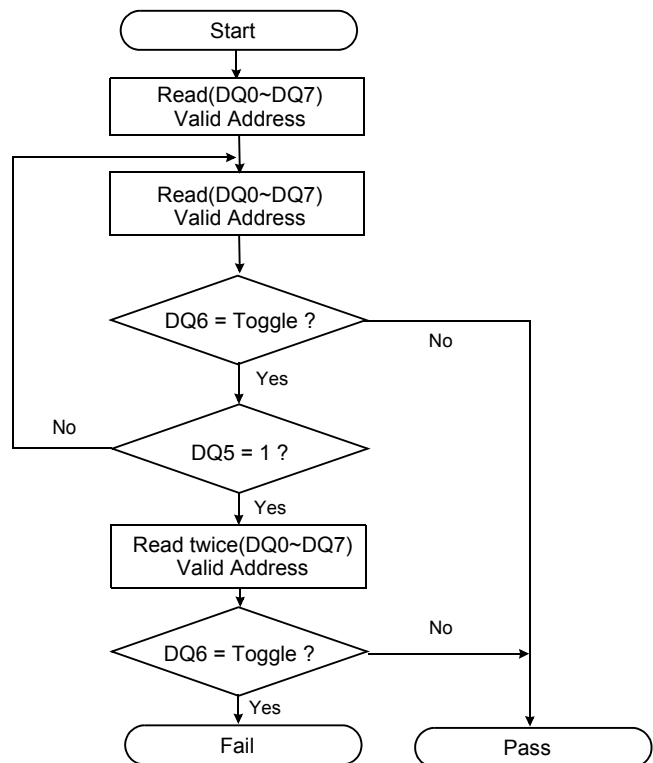 Start
Read(DQ0~DQ7)
Valid Address
Read(DQ0~DQ7)
Valid Address
DQ6 = Toggle ?
No
Yes
No
DQ5 = 1 ?
Yes
Read twice(DQ0~DQ7)
Valid Address
No
DQ6 = Toggle ?
Yes
Fail
Pass